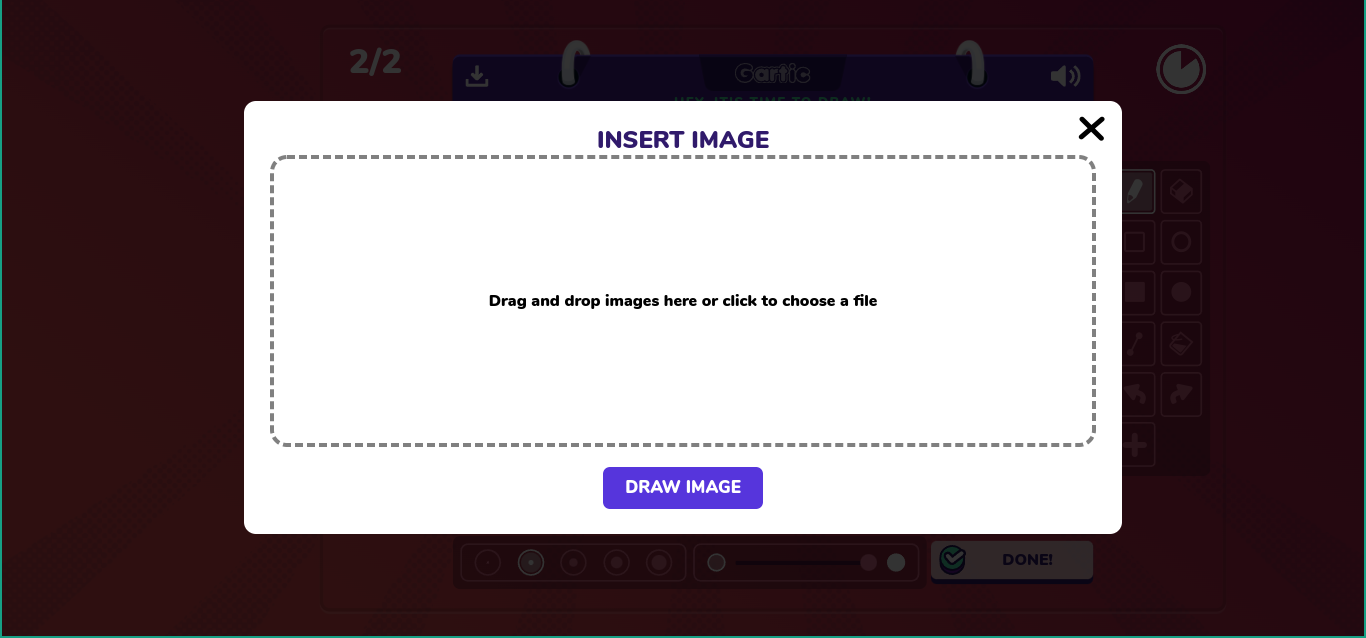 2/2
Gartic
HEY, IT'S TIME TO DRAW!
INSERT IMAGE
Drag and drop images here or click to choose a file
DRAW IMAGE
DONE!